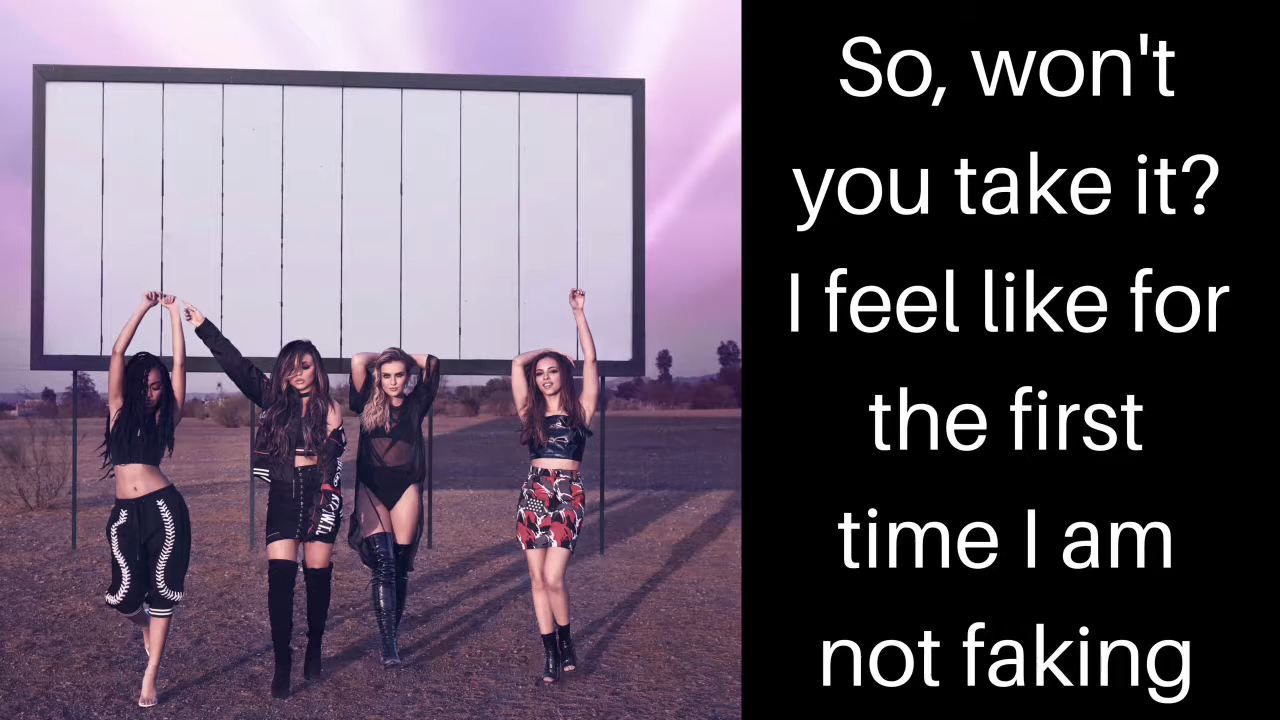 So, won't
you take it?
I feel like for
the first
time I am
not faking